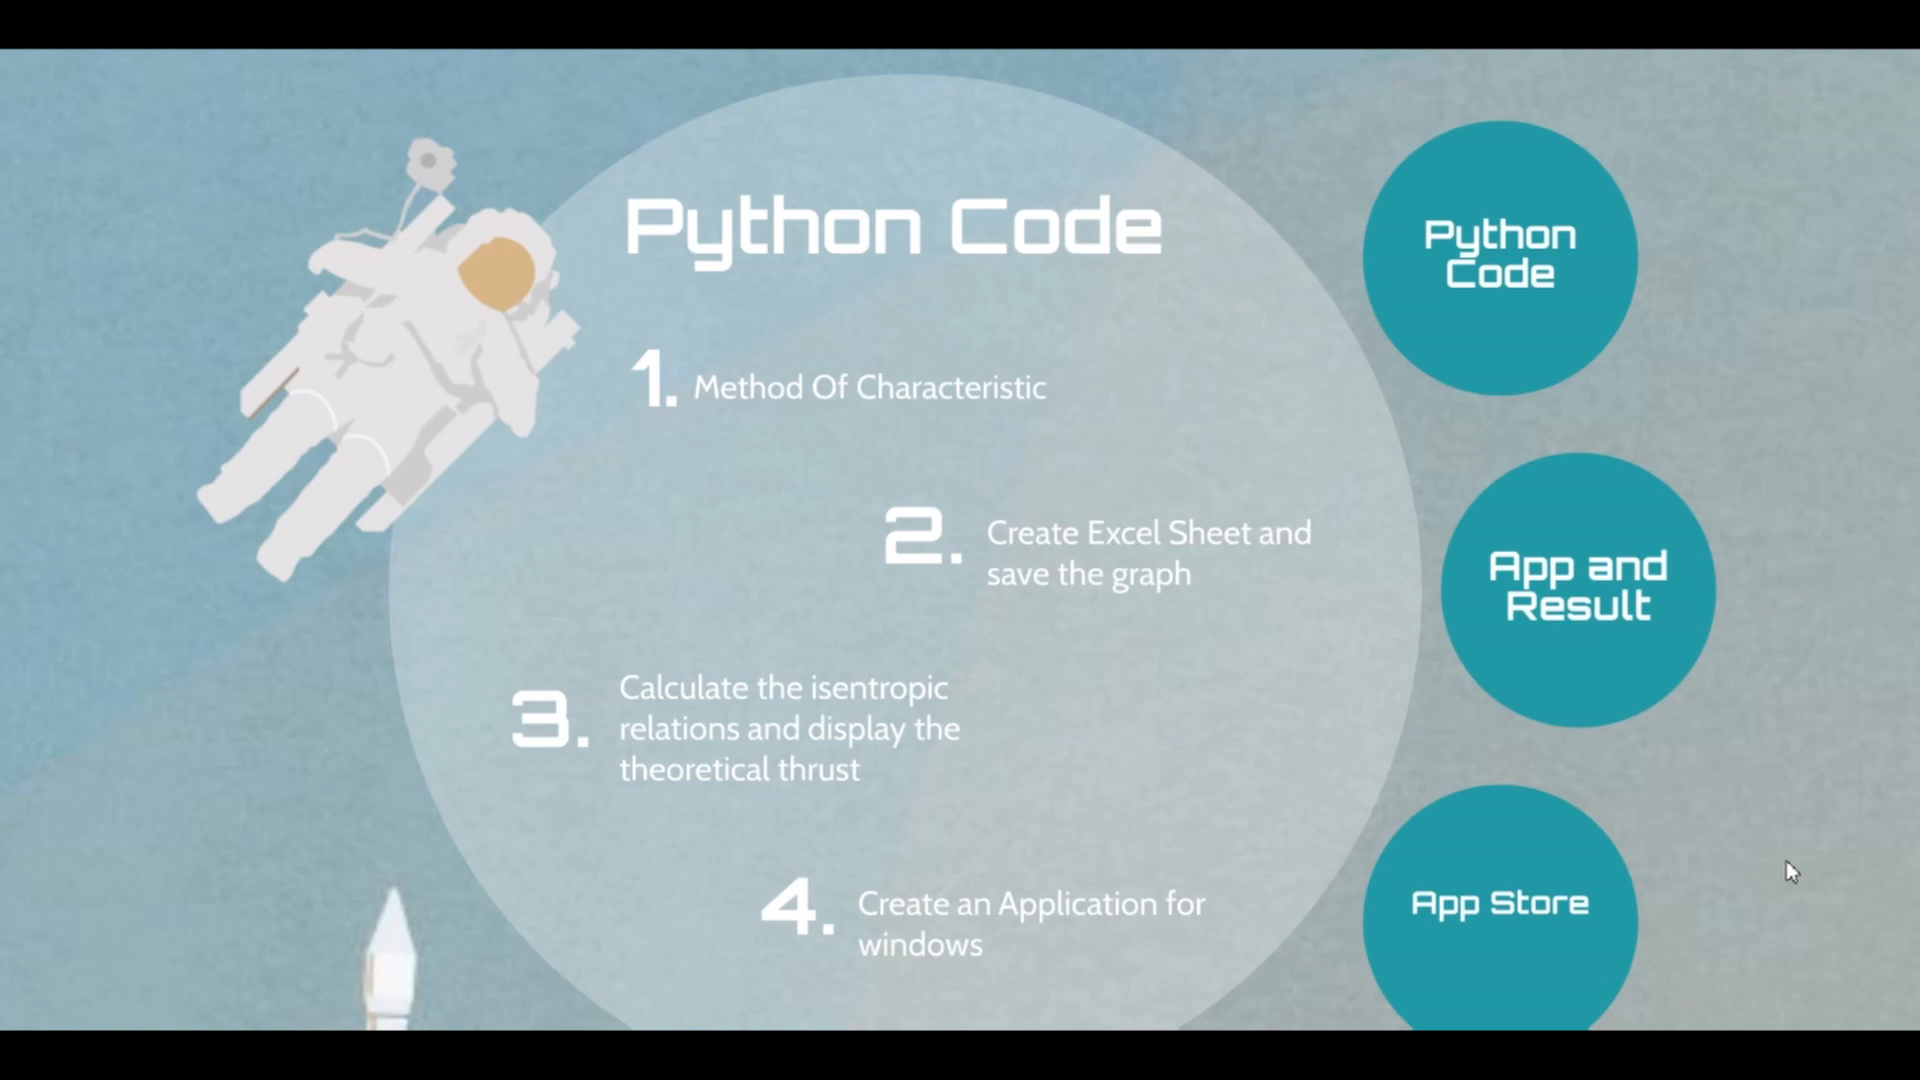 Python Code
1. Method Of Characteristic
2. Create Excel Sheet and
save the graph
3. Calculate the isentropic
relations and display the
theoretical thrust
4. Create an Application for
windows
Python
Code
App and
Result
App Store